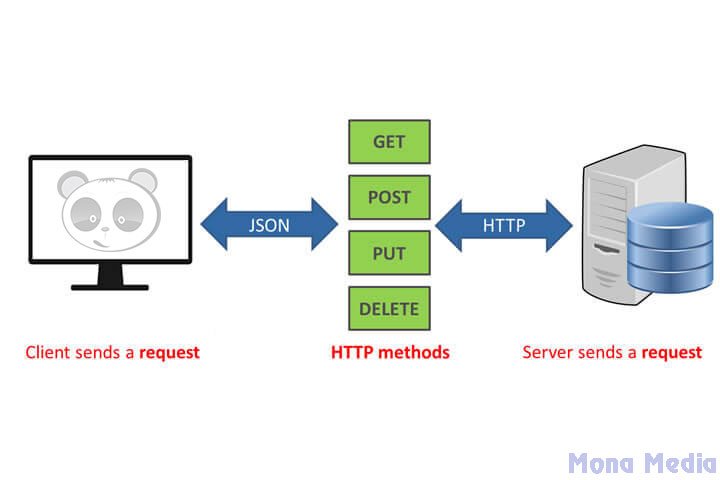 GET
POST
JSON
HTTP
PUT
DELETE
Client sends a request
HTTP methods
Server sends a request
Mona Media